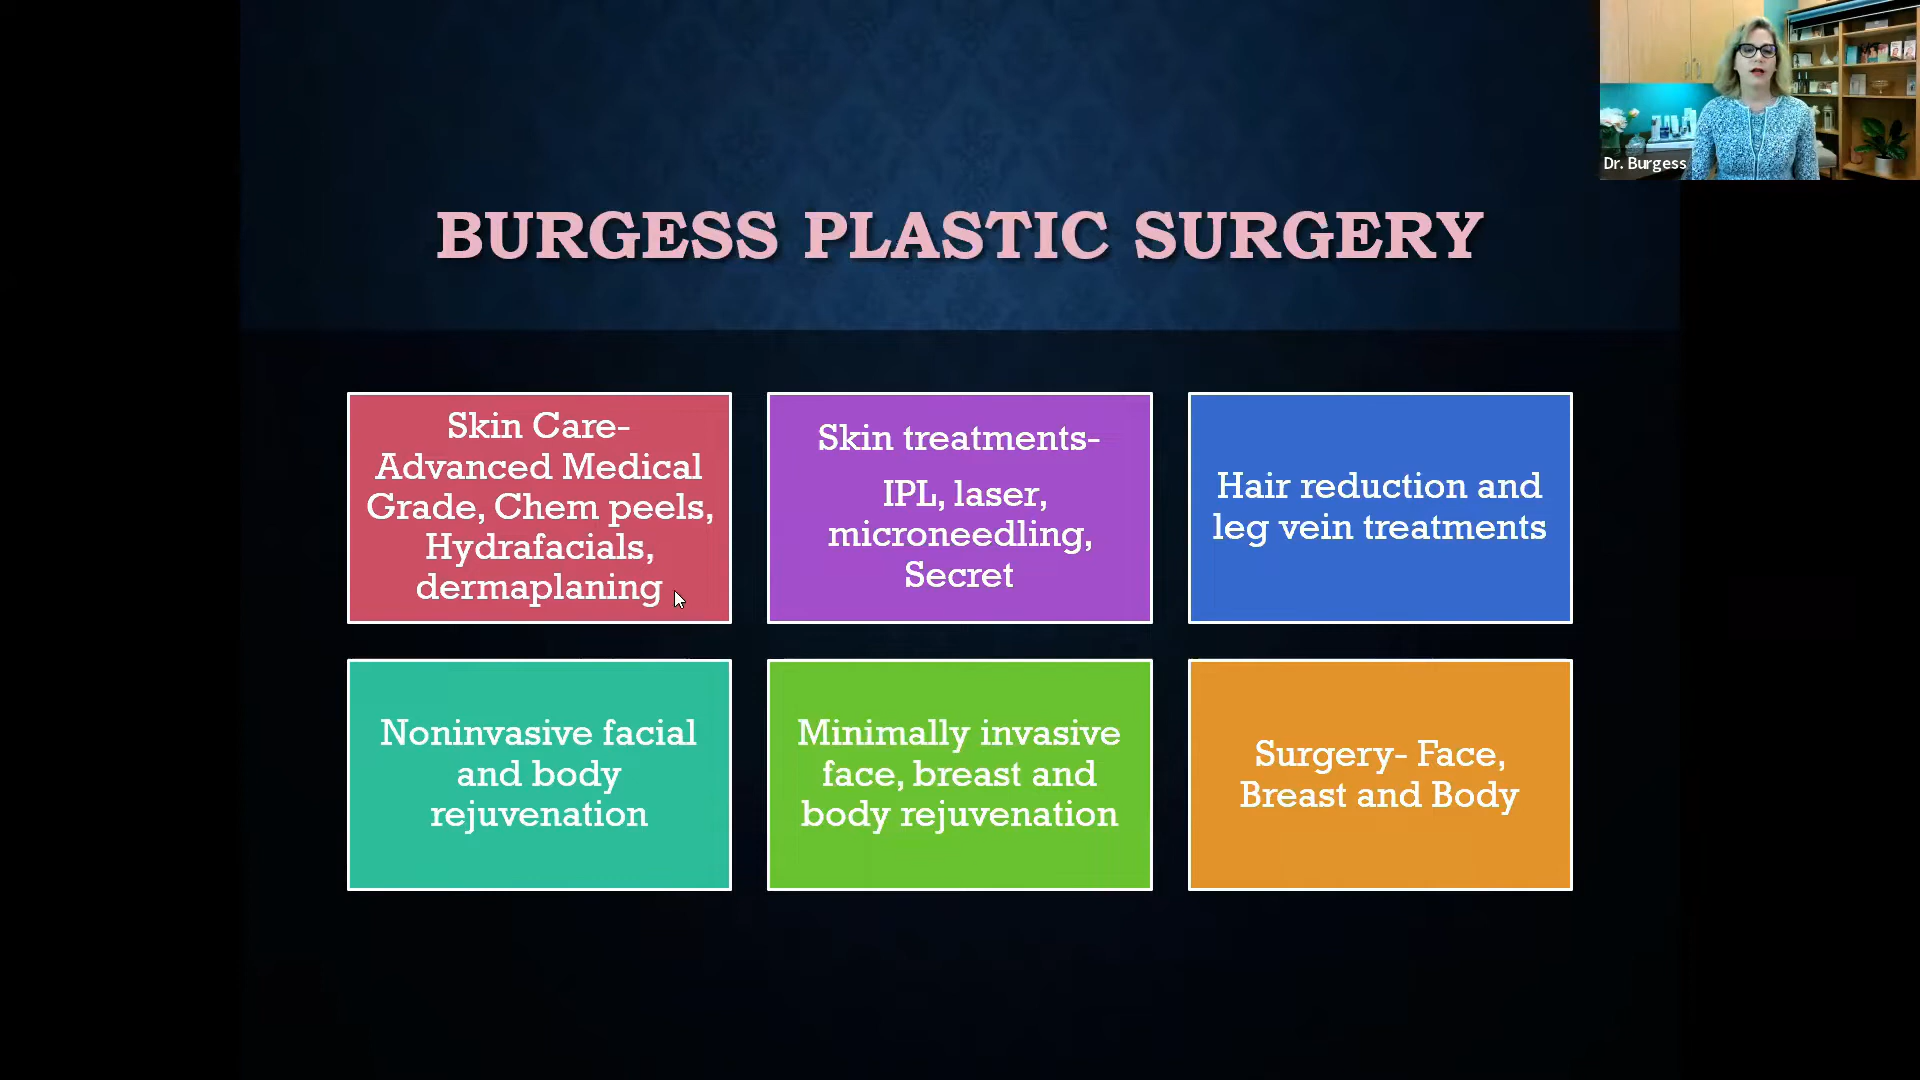 Dr. Burgess
BURGESS PLASTIC SURGERY
Skin Care-
Advanced Medical
Grade, Chem peels,
Hydrafacials,
dermaplaning
Skin treatments-
IPL, laser,
microneedling,
Secret
Hair reduction and
leg vein treatments
Noninvasive facial
and body
rejuvenation
Minimally invasive
face, breast and
body rejuvenation
Surgery- Face,
Breast and Body